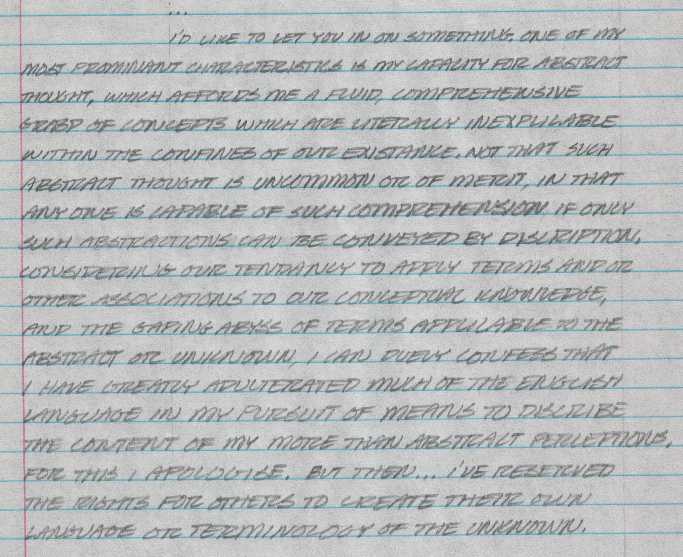 ...
I'D LIKE TO LET YOU IN ON SOMETHING. ONE OF MY
MOST PROMINANT CHARACTERISTICS IS MY CAPACITY FOR ABSTRACT
THOUGHT, WHICH AFFORDS ME A FLUID, COMPREHENSIVE
GRASP OF CONCEPTS WHICH ARE LITERALLY INEXPLICABLE
WITHIN THE CONFINES OF OUR EXISTANCE. NOT THAT SUCH
ABSTRACT THOUGHT IS UNCOMMON OR OF MERIT, IN THAT
ANY ONE IS CAPABLE OF SUCH COMPREHENSION IF ONLY
SUCH ABSTRACTIONS CAN BE CONVEYED BY DISCRIPTION.
CONSIDERING OUR TENDANCY TO APPLY TERMS AND OR
OTHER ASSOCIATIONS TO OUR CONCEPTUAL KNOWLEDGE,
AND THE GAPING ABYSS OF TERMS APPLICABLE TO THE
ABSTRACT OR UNKNOWN, I CAN DUELY CONFESS THAT
I HAVE GREATLY ADULTERATED MUCH OF THE ENGLISH
LANGUAGE IN MY PURSUIT OF MEANS TO DISCRIBE
THE CONTENT OF MY MORE THAN ABSTRACT PERCEPTIONS,
FOR THIS I APOLOGISE. BUT THEN... I'VE RESERVED
THE RIGHTS FOR OTHERS TO CREATE THEIR OWN
LANGUAGE OR TERMINOLOGY OF THE UNKNOWN.